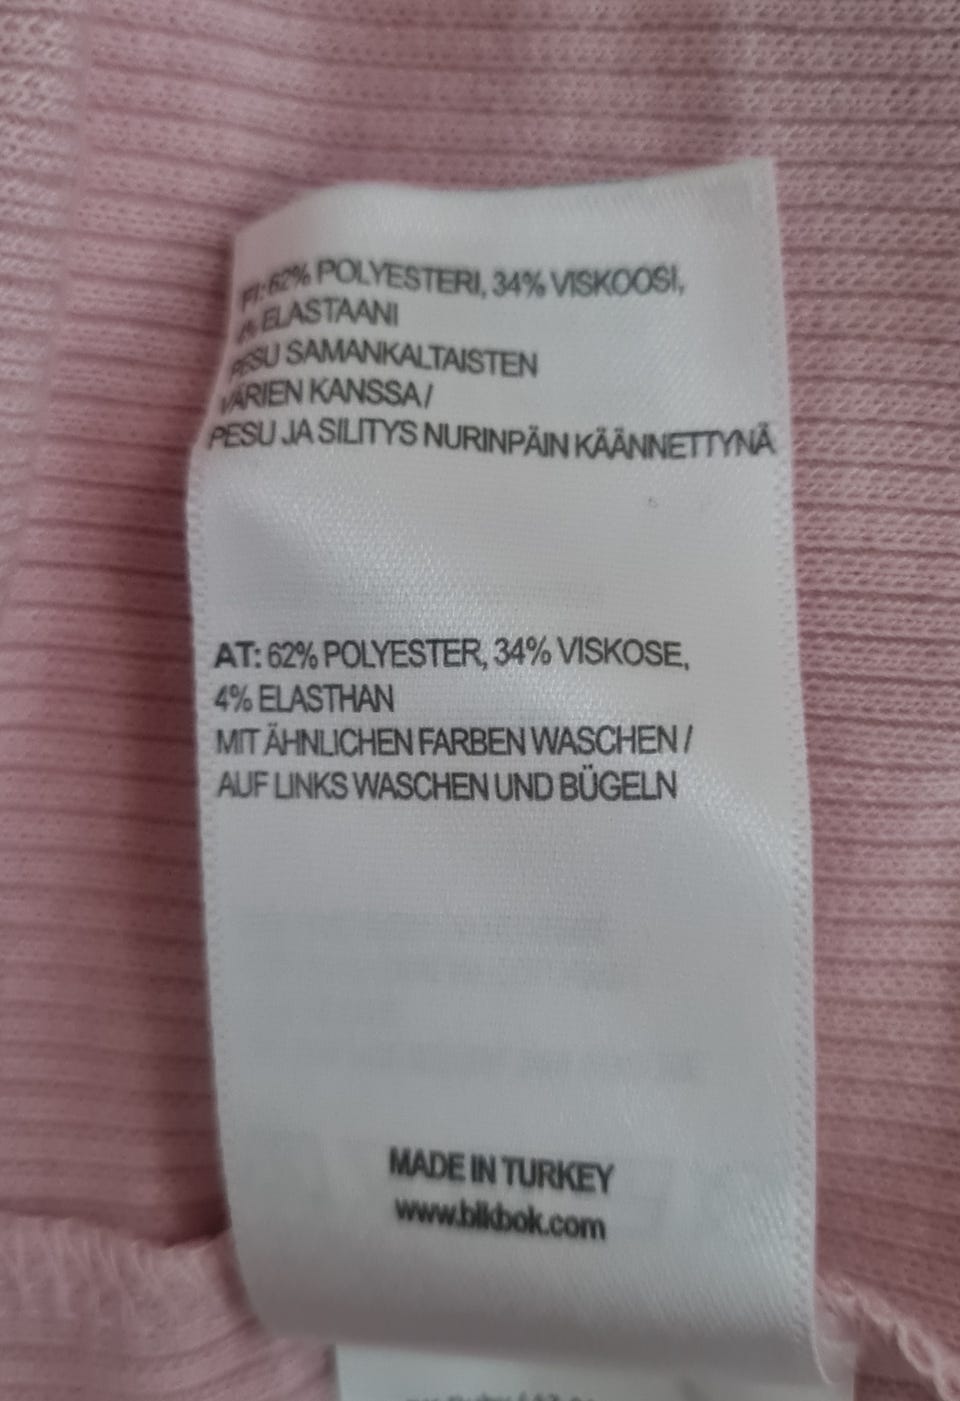 FI: 62% POLYESTERI, 34% VISKOOSI,
4% ELASTAANI
PESU SAMANKALTAISTEN
VÄRIEN KANSSA /
PESU JA SILITYS NURINPÄIN KÄÄNNETTYNÄ
AT: 62% POLYESTER, 34% VISKOSE,
4% ELASTHAN
MIT ÄHNLICHEN FARBEN WASCHEN /
AUF LINKS WASCHEN UND BÜGELN
MADE IN TURKEY
www.bikbok.com